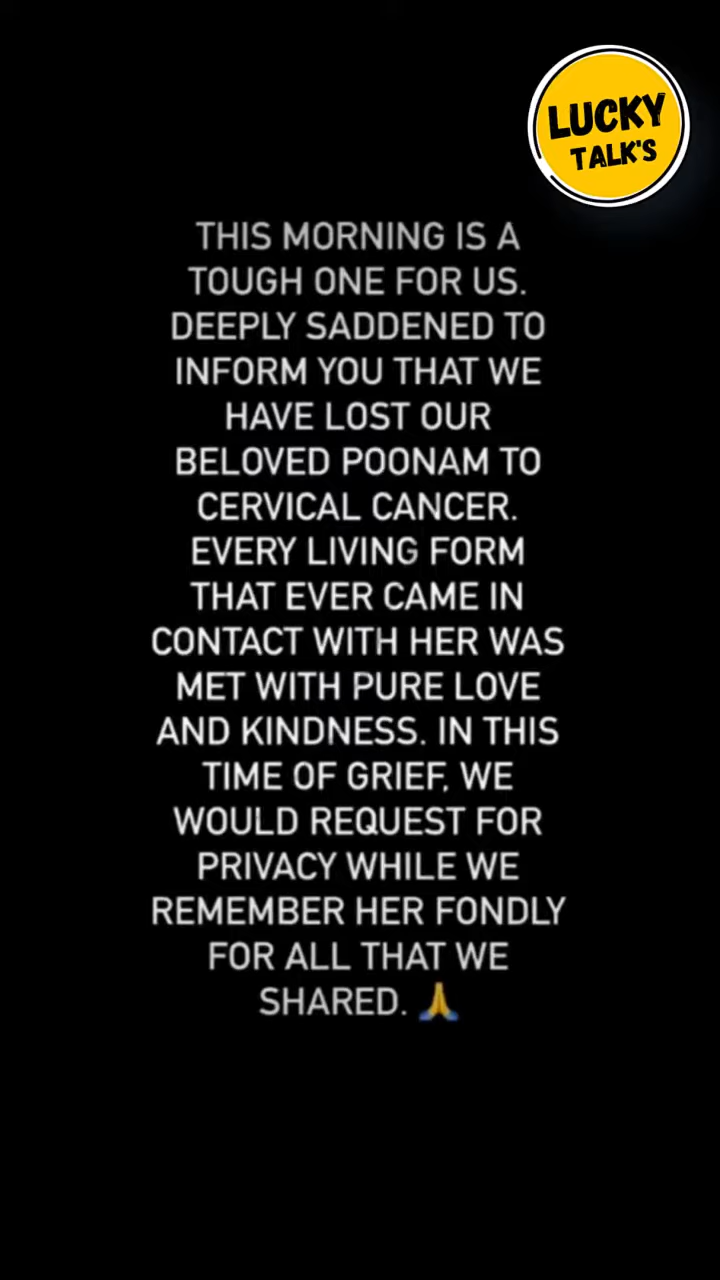 LUCKY
TALK'S
THIS MORNING IS A
TOUGH ONE FOR US.
DEEPLY SADDENED TO
INFORM YOU THAT WE
HAVE LOST OUR
BELOVED POONAM TO
CERVICAL CANCER.
EVERY LIVING FORM
THAT EVER CAME IN
CONTACT WITH HER WAS
MET WITH PURE LOVE
AND KINDNESS. IN THIS
TIME OF GRIEF, WE
WOULD REQUEST FOR
PRIVACY WHILE WE
REMEMBER HER FONDLY
FOR ALL THAT WE
SHARED. 🙏